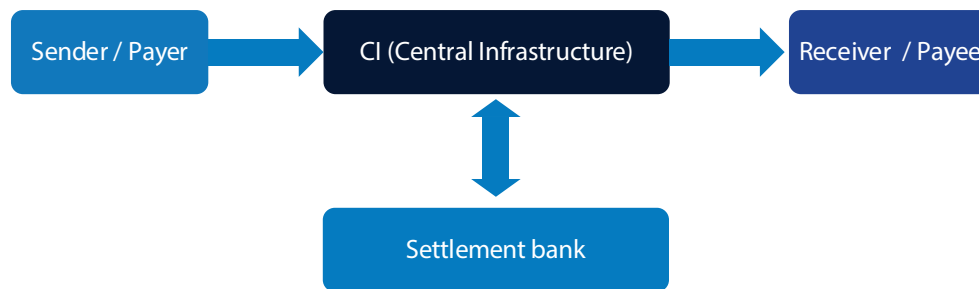 Sender / Payer
CI (Central Infrastructure)
Receiver / Payee
Settlement bank